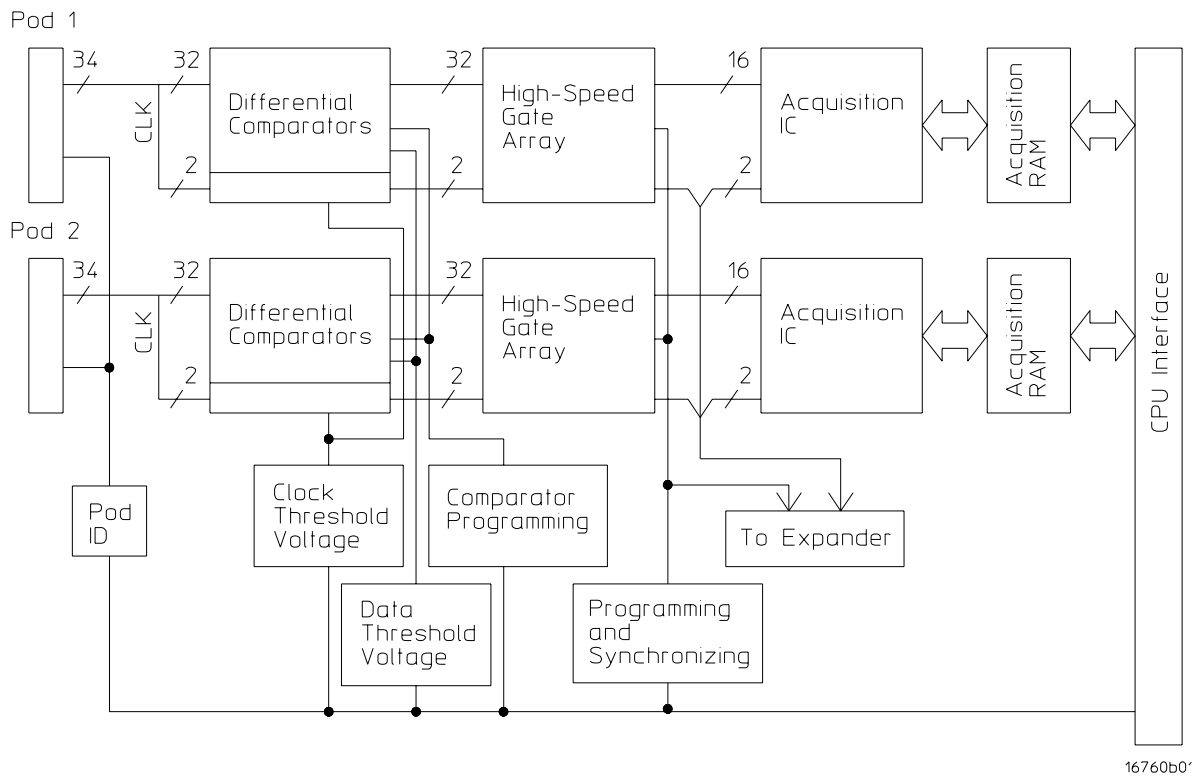 Pod 1
34
32
32
16
CLK
Differential
Comparators
High-Speed
Gate
Array
Acquisition
IC
Acquisition
RAM
2
2
2
Pod 2
34
32
32
16
CLK
Differential
Comparators
High-Speed
Gate
Array
Acquisition
IC
Acquisition
RAM
CPU Interface
2
2
2
Pod
ID
Clock
Threshold
Voltage
Comparator
Programming
To Expander
Data
Threshold
Voltage
Programming
and
Synchronizing